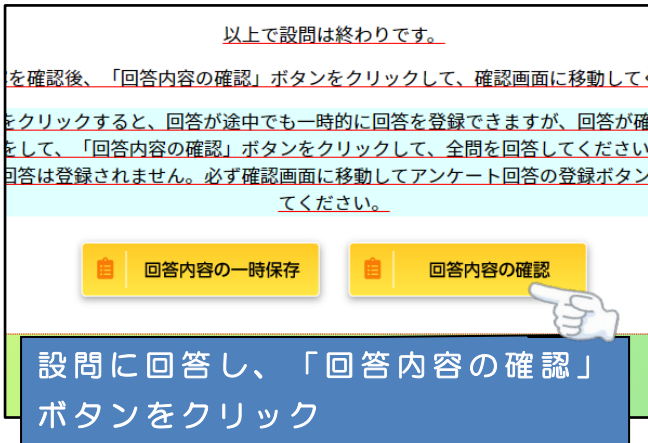 以上で設問は終わりです。
を確認後、「回答内容の確認」ボタンをクリックして、確認画面に移動して
をクリックすると、回答が途中でも一時的に回答を登録できますが、回答が確
をして、「回答内容の確認」ボタンをクリックして、全問を回答してください
回答は登録されません。必ず確認画面に移動してアンケート回答の登録ボタン
てください。
回答内容の一時保存
回答内容の確認
設問に回答し、「回答内容の確認」
ボタンをクリック